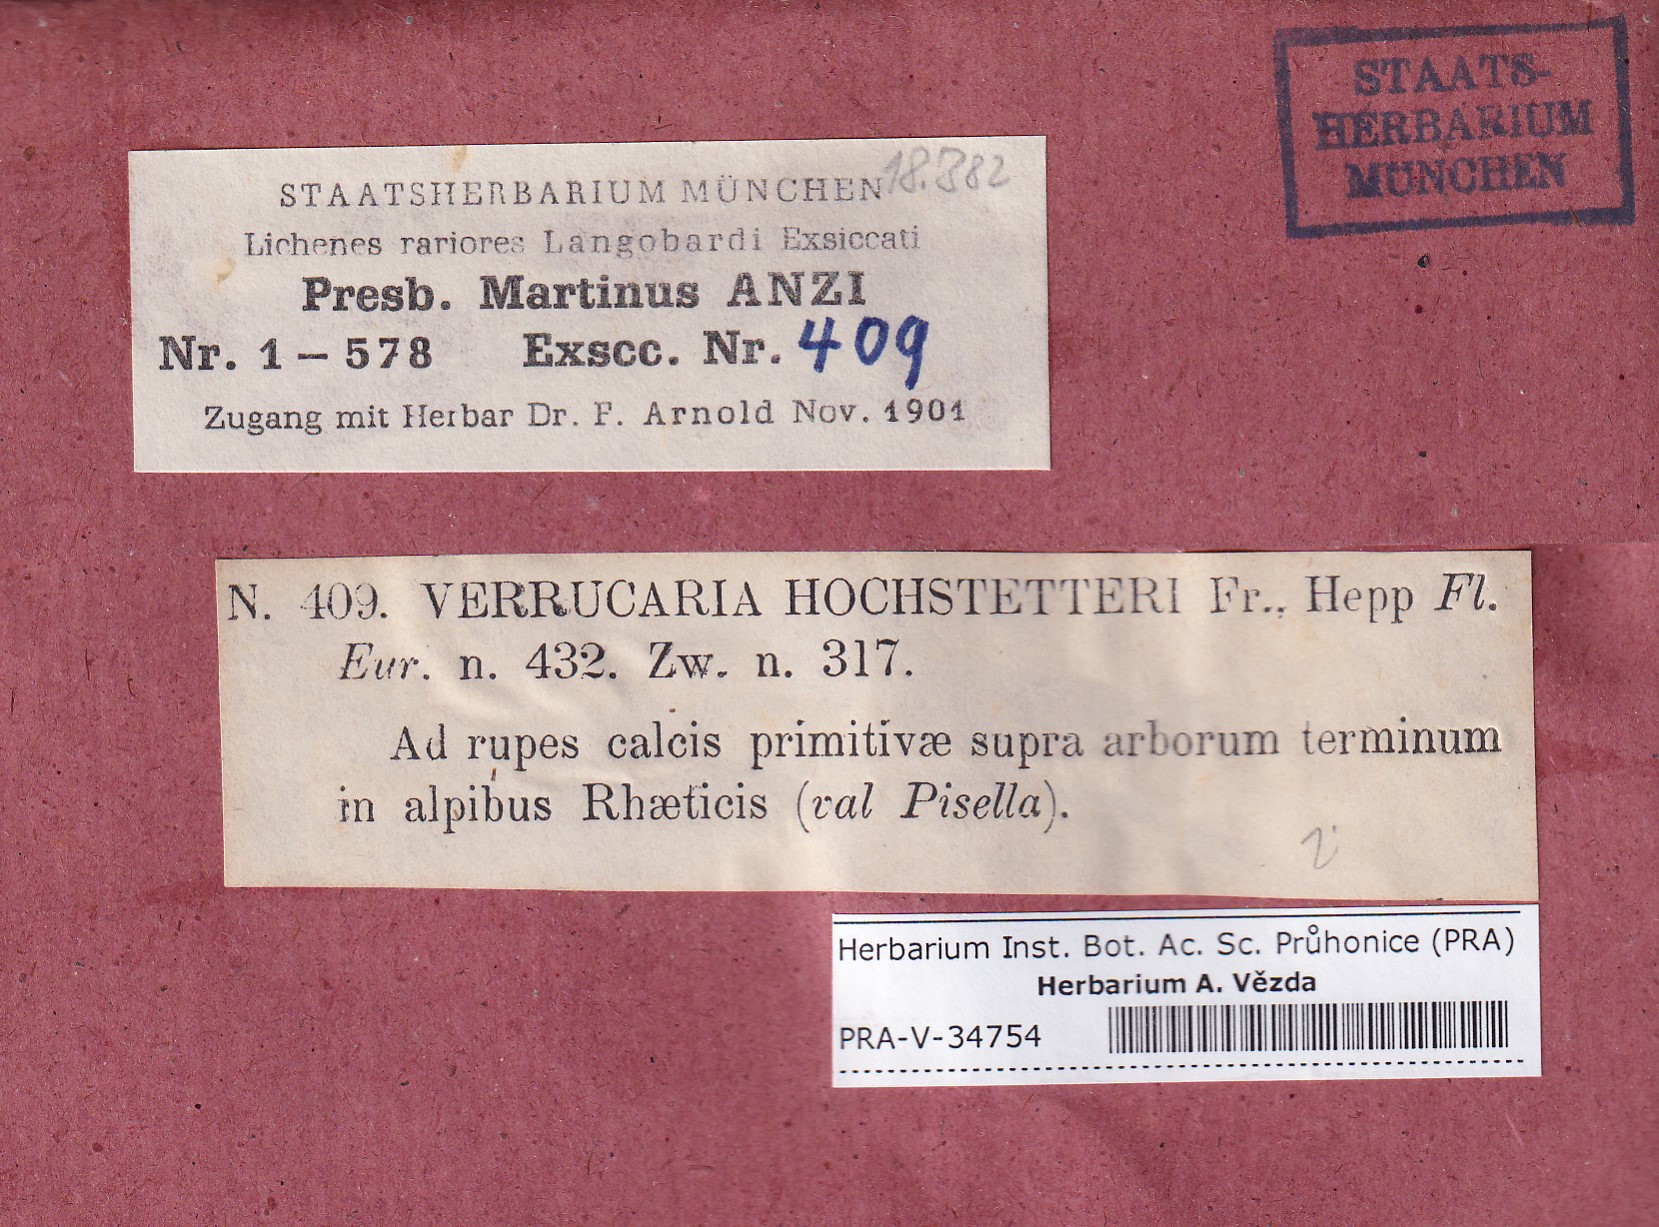 STAATS-
HERBARIUM
MÜNCHEN
STAATSHERBARIUM MÜNCHEN
Lichenes rariores Langobardi Exsiccati
Presb. Martinus ANZI
Nr. 1 – 578 Exscc. Nr. 409
Zugang mit Herbar Dr. F. Arnold Nov. 1901
N. 409. VERRUCARIA HOCHSTETTERI Fr., Hepp Fl.
Eur. n. 432. Zw. n. 317.
Ad rupes calcis primitivæ supra arborum terminum
in alpibus Rhæticis (val Pisella).
Herbarium Inst. Bot. Ac. Sc. Průhonice (PRA)
Herbarium A. Vězda
PRA-V-34754